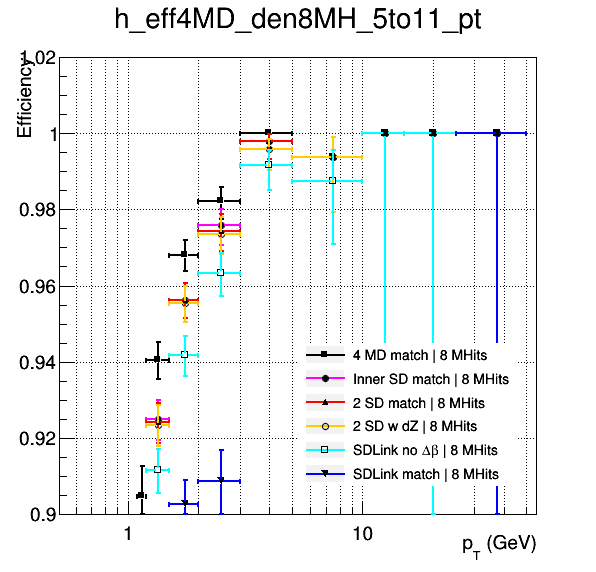 h_eff4MD_den8MH_5to11_pt
Efficiency
1.02
1
0.98
0.96
0.94
0.92
0.9
4 MD match | 8 MHits
Inner SD match | 8 MHits
2 SD match | 8 MHits
2 SD w dZ | 8 MHits
SDLink no Δβ | 8 MHits
SDLink match | 8 MHits
1
10
p_T (GeV)